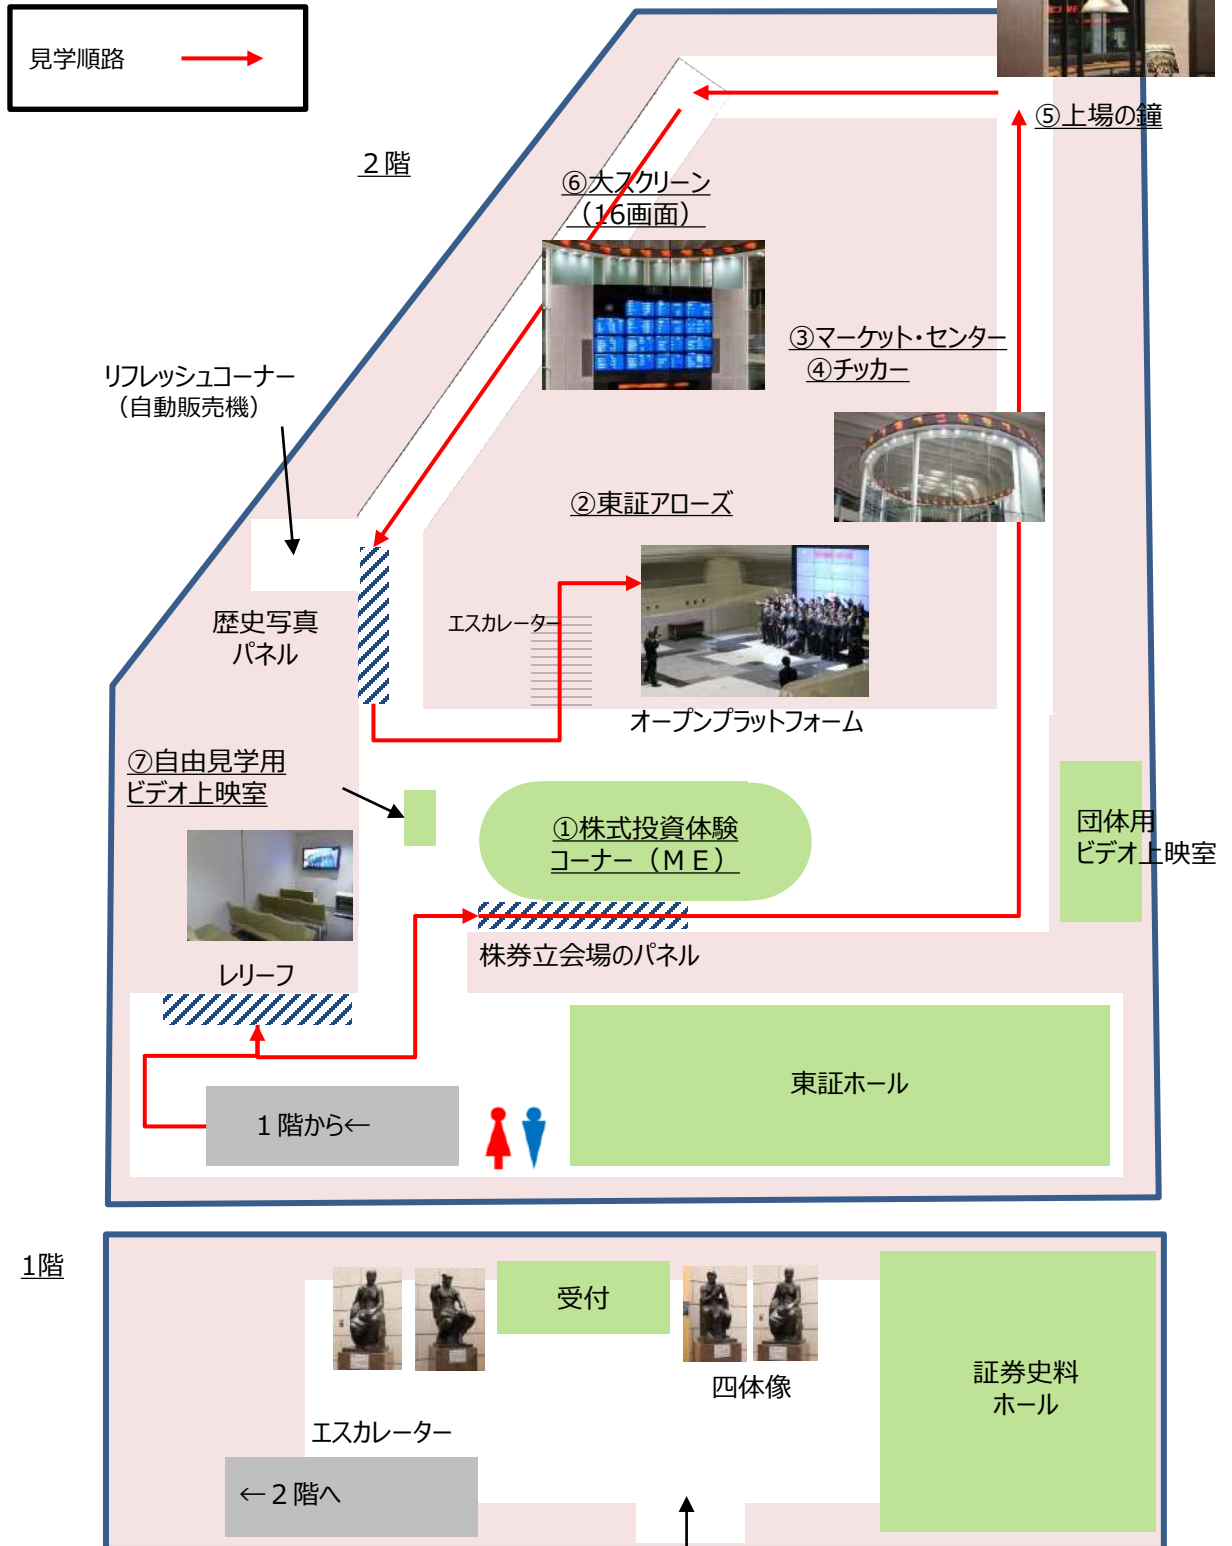 見学順路
⑤上場の鐘
２階
⑥大スクリーン
（16画面）
③マーケット・センター
④チッカー
リフレッシュコーナー
（自動販売機）
②東証アローズ
歴史写真
パネル
エスカレーター
オープンプラットフォーム
⑦自由見学用
ビデオ上映室
①株式投資体験
コーナー（ＭＥ）
団体用
ビデオ上映室
株券立会場のパネル
レリーフ
東証ホール
１階から←
1階
受付
四体像
証券史料
ホール
エスカレーター
←２階へ